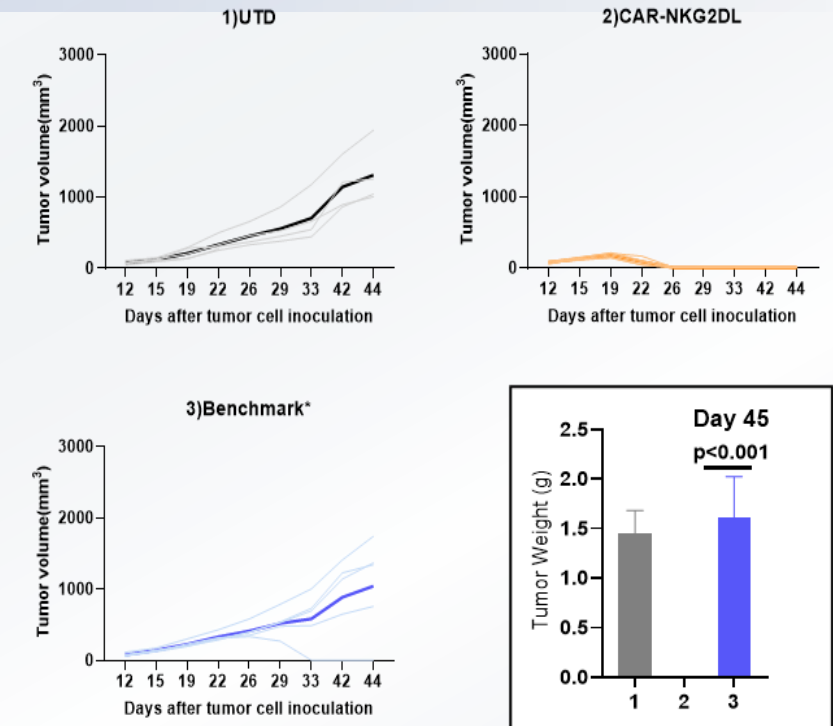 1)UTD
3000
2000
1000
0
Tumor volume(mm³)
12 15 19 22 26 29 33 42 44
Days after tumor cell inoculation
2)CAR-NKG2DL
3000
2000
1000
0
Tumor volume(mm³)
12 15 19 22 26 29 33 42 44
Days after tumor cell inoculation
3)Benchmark*
3000
2000
1000
0
Tumor volume(mm³)
12 15 19 22 26 29 33 42 44
Days after tumor cell inoculation
Day 45
p<0.001
2.5
2.0
1.5
1.0
0.5
0.0
Tumor Weight (g)
1 2 3